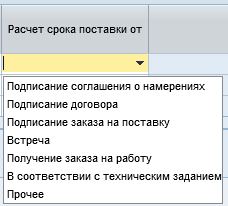 Расчет срока поставки от
Подписание соглашения о намерениях
Подписание договора
Подписание заказа на поставку
Встреча
Получение заказа на работу
В соответствии с техническим заданием
Прочее